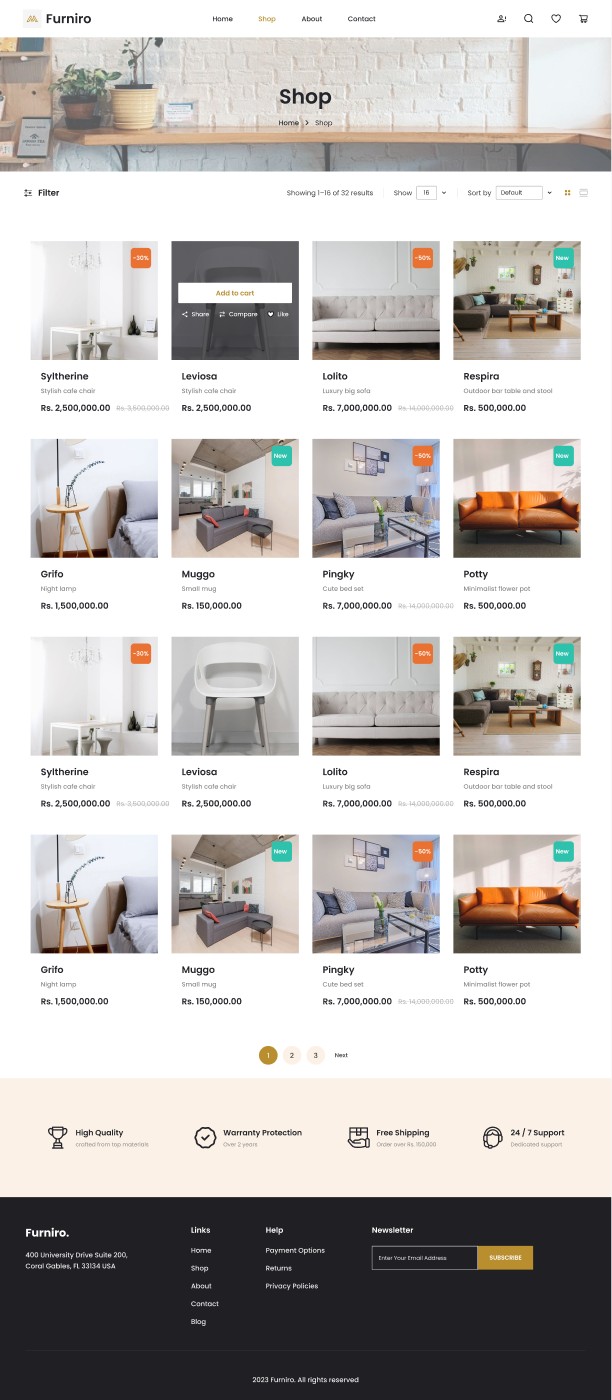 Furniro
Home Shop About Contact
Shop
Home > Shop
Filter
Showing 1–16 of 32 results
Show 16
Sort by Default
-30%
Add to cart
Share Compare Like
-50%
New
Syltherine
Stylish cafe chair
Rs. 2,500,000.00 Rs. 3,500,000.00
Leviosa
Stylish cafe chair
Rs. 2,500,000.00
Lolito
Luxury big sofa
Rs. 7,000,000.00 Rs. 14,000,000.00
Respira
Outdoor bar table and stool
Rs. 500,000.00
New
-50%
New
Grifo
Night lamp
Rs. 1,500,000.00
Muggo
Small mug
Rs. 150,000.00
Pingky
Cute bed set
Rs. 7,000,000.00 Rs. 14,000,000.00
Potty
Minimalist flower pot
Rs. 500,000.00
-30%
-50%
New
Syltherine
Stylish cafe chair
Rs. 2,500,000.00 Rs. 3,500,000.00
Leviosa
Stylish cafe chair
Rs. 2,500,000.00
Lolito
Luxury big sofa
Rs. 7,000,000.00 Rs. 14,000,000.00
Respira
Outdoor bar table and stool
Rs. 500,000.00
New
-50%
New
Grifo
Night lamp
Rs. 1,500,000.00
Muggo
Small mug
Rs. 150,000.00
Pingky
Cute bed set
Rs. 7,000,000.00 Rs. 14,000,000.00
Potty
Minimalist flower pot
Rs. 500,000.00
1 2 3 Next
High Quality
crafted from top materials
Warranty Protection
Over 2 years
Free Shipping
Order over Rs. 150,000
24 / 7 Support
Dedicated support
Furniro.
400 University Drive Suite 200,
Coral Gables, FL 33134 USA
Links
Home
Shop
About
Contact
Blog
Help
Payment Options
Returns
Privacy Policies
Newsletter
Enter Your Email Address
SUBSCRIBE
2023 Furniro. All rights reserved